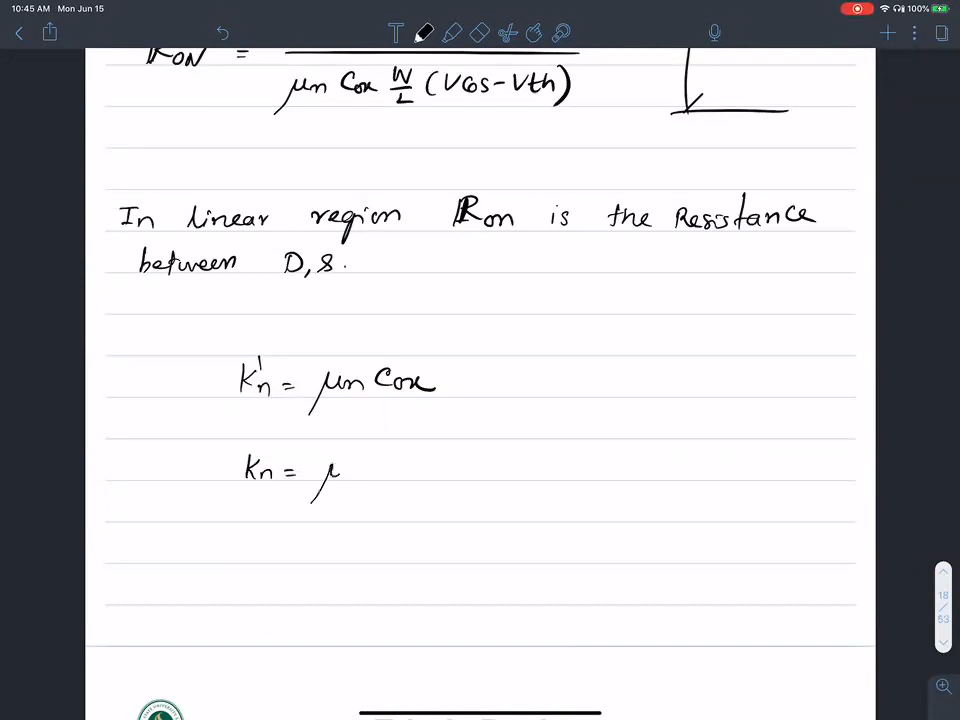 10:45 AM Mon Jun 15
100%
RON =
μn Cox W/L (VGS - Vth)
In linear region Ron is the Resistance
between D, S.
K'n = μn Cox
Kn = μ
18
/
53